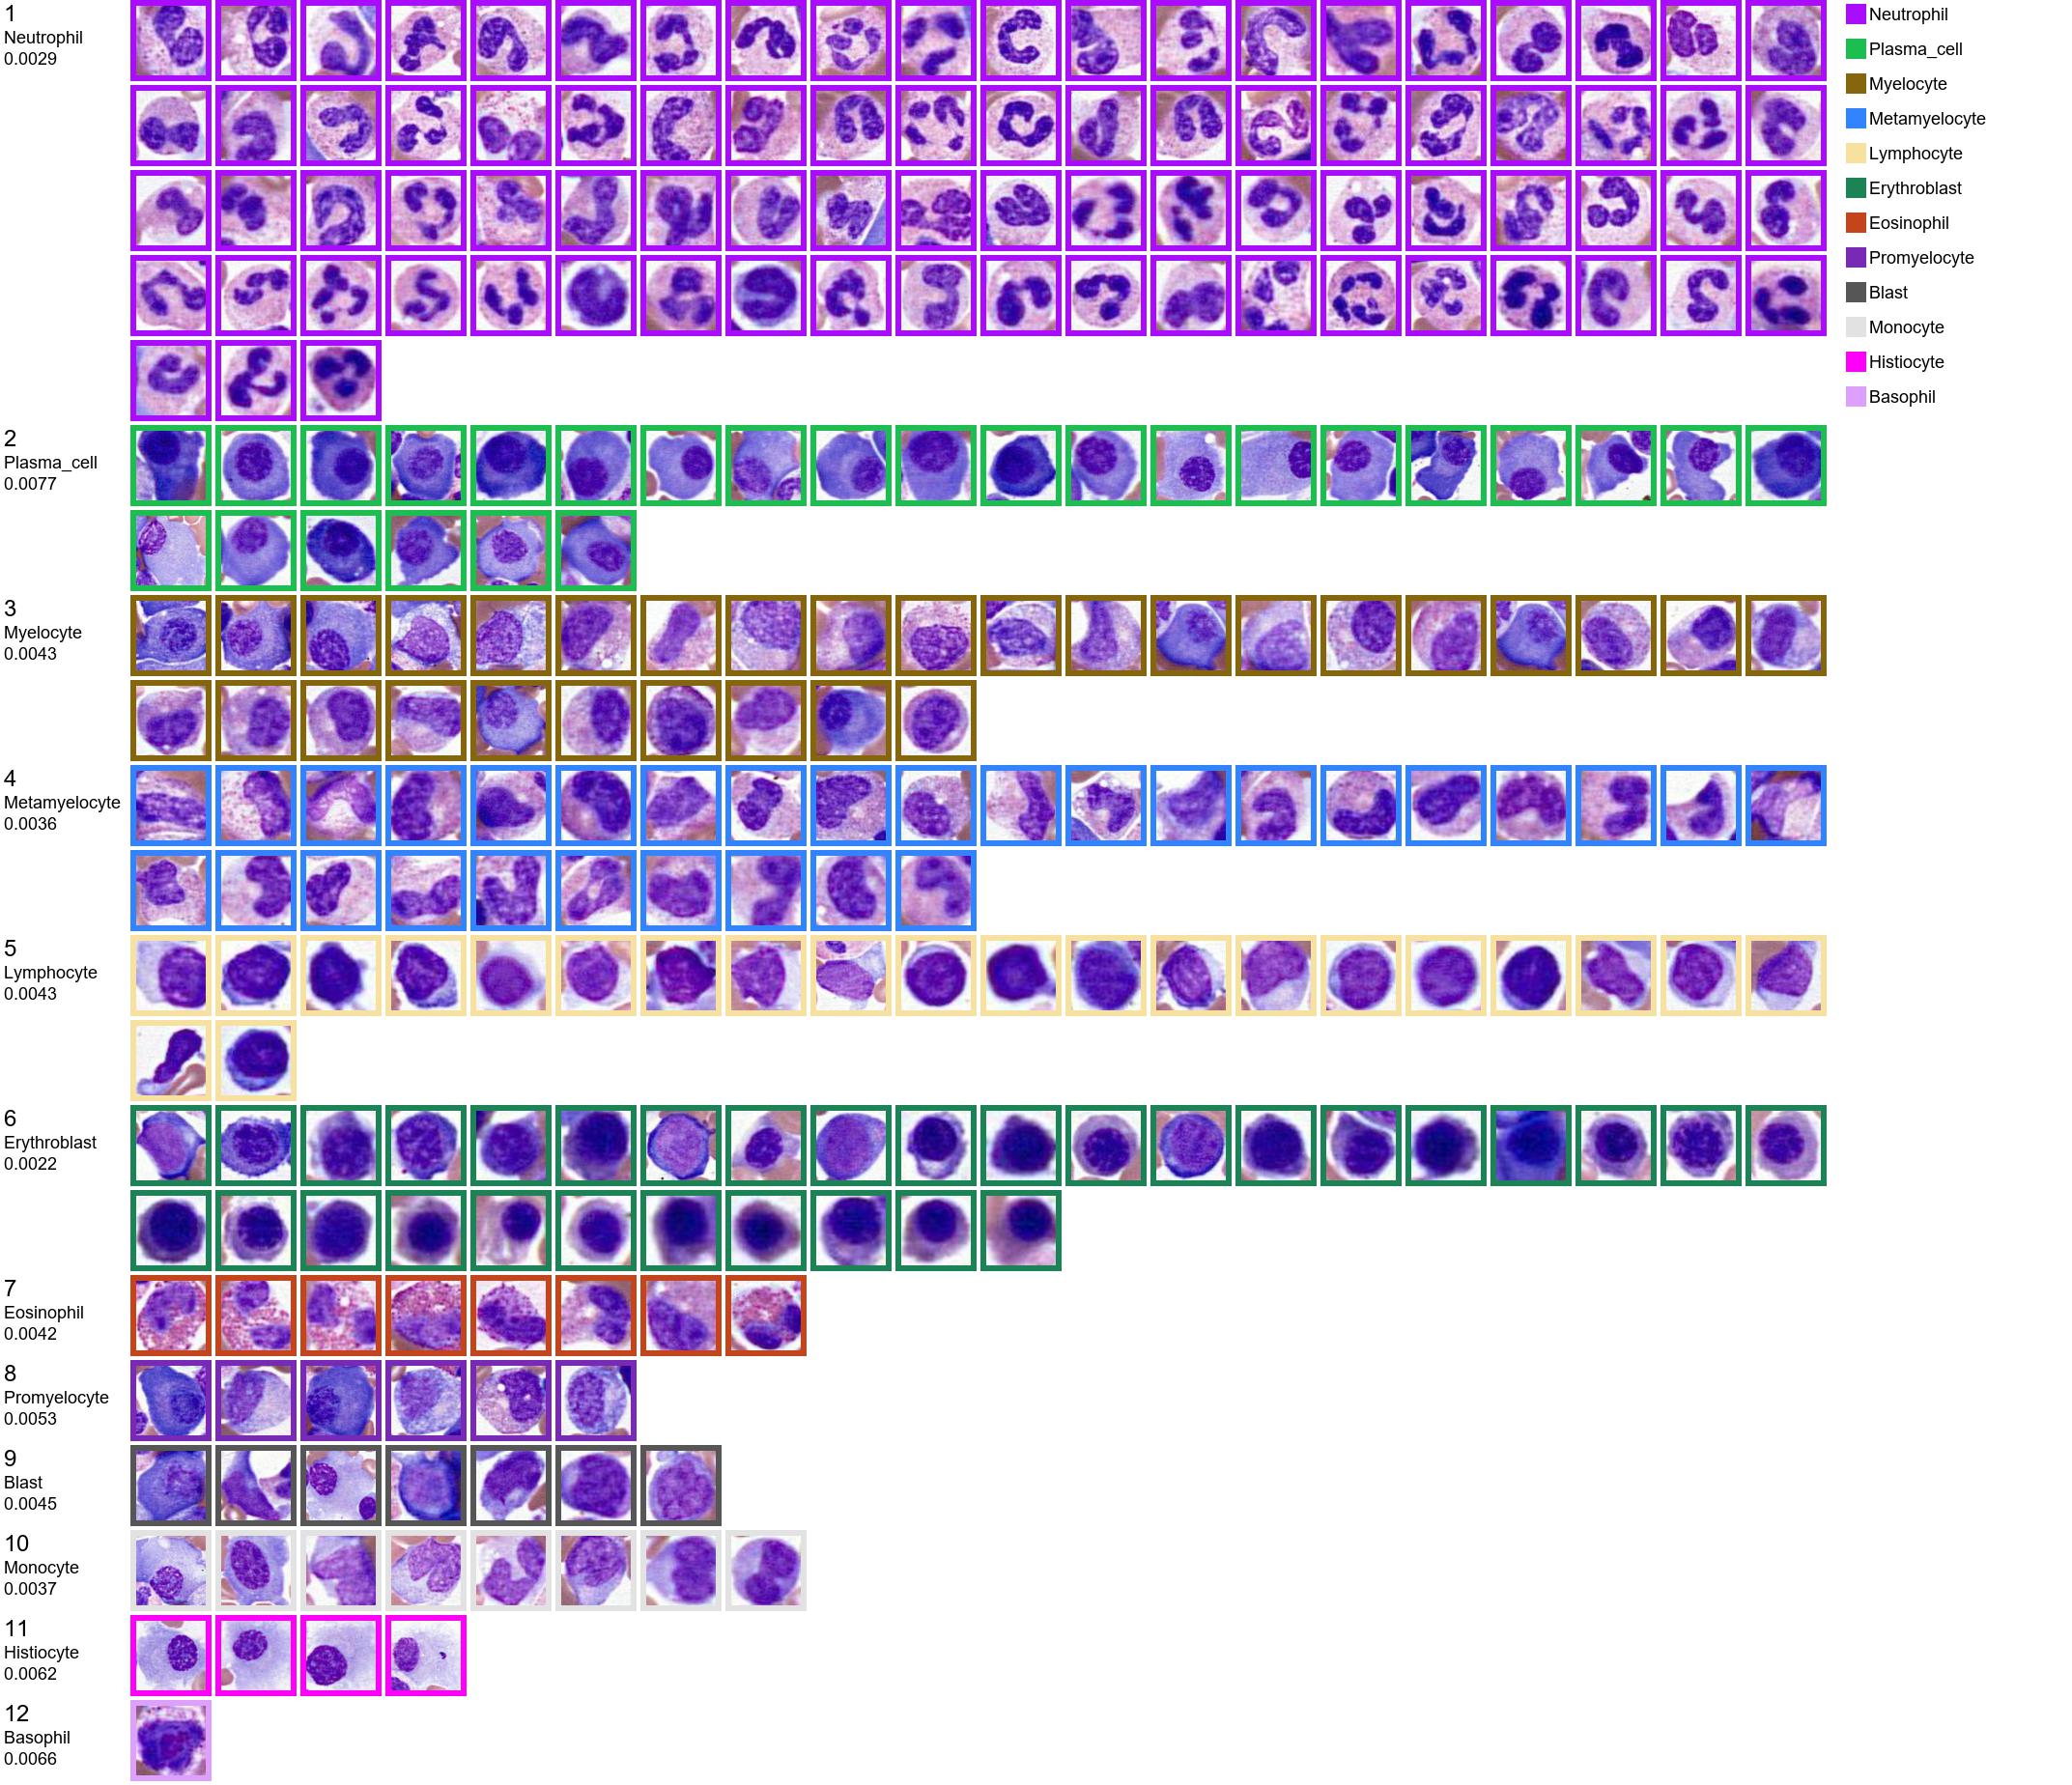 1
Neutrophil
0.0029
2
Plasma_cell
0.0077
3
Myelocyte
0.0043
4
Metamyelocyte
0.0036
5
Lymphocyte
0.0043
6
Erythroblast
0.0022
7
Eosinophil
0.0042
8
Promyelocyte
0.0053
9
Blast
0.0045
10
Monocyte
0.0037
11
Histiocyte
0.0062
12
Basophil
0.0066
Neutrophil
Plasma_cell
Myelocyte
Metamyelocyte
Lymphocyte
Erythroblast
Eosinophil
Promyelocyte
Blast
Monocyte
Histiocyte
Basophil